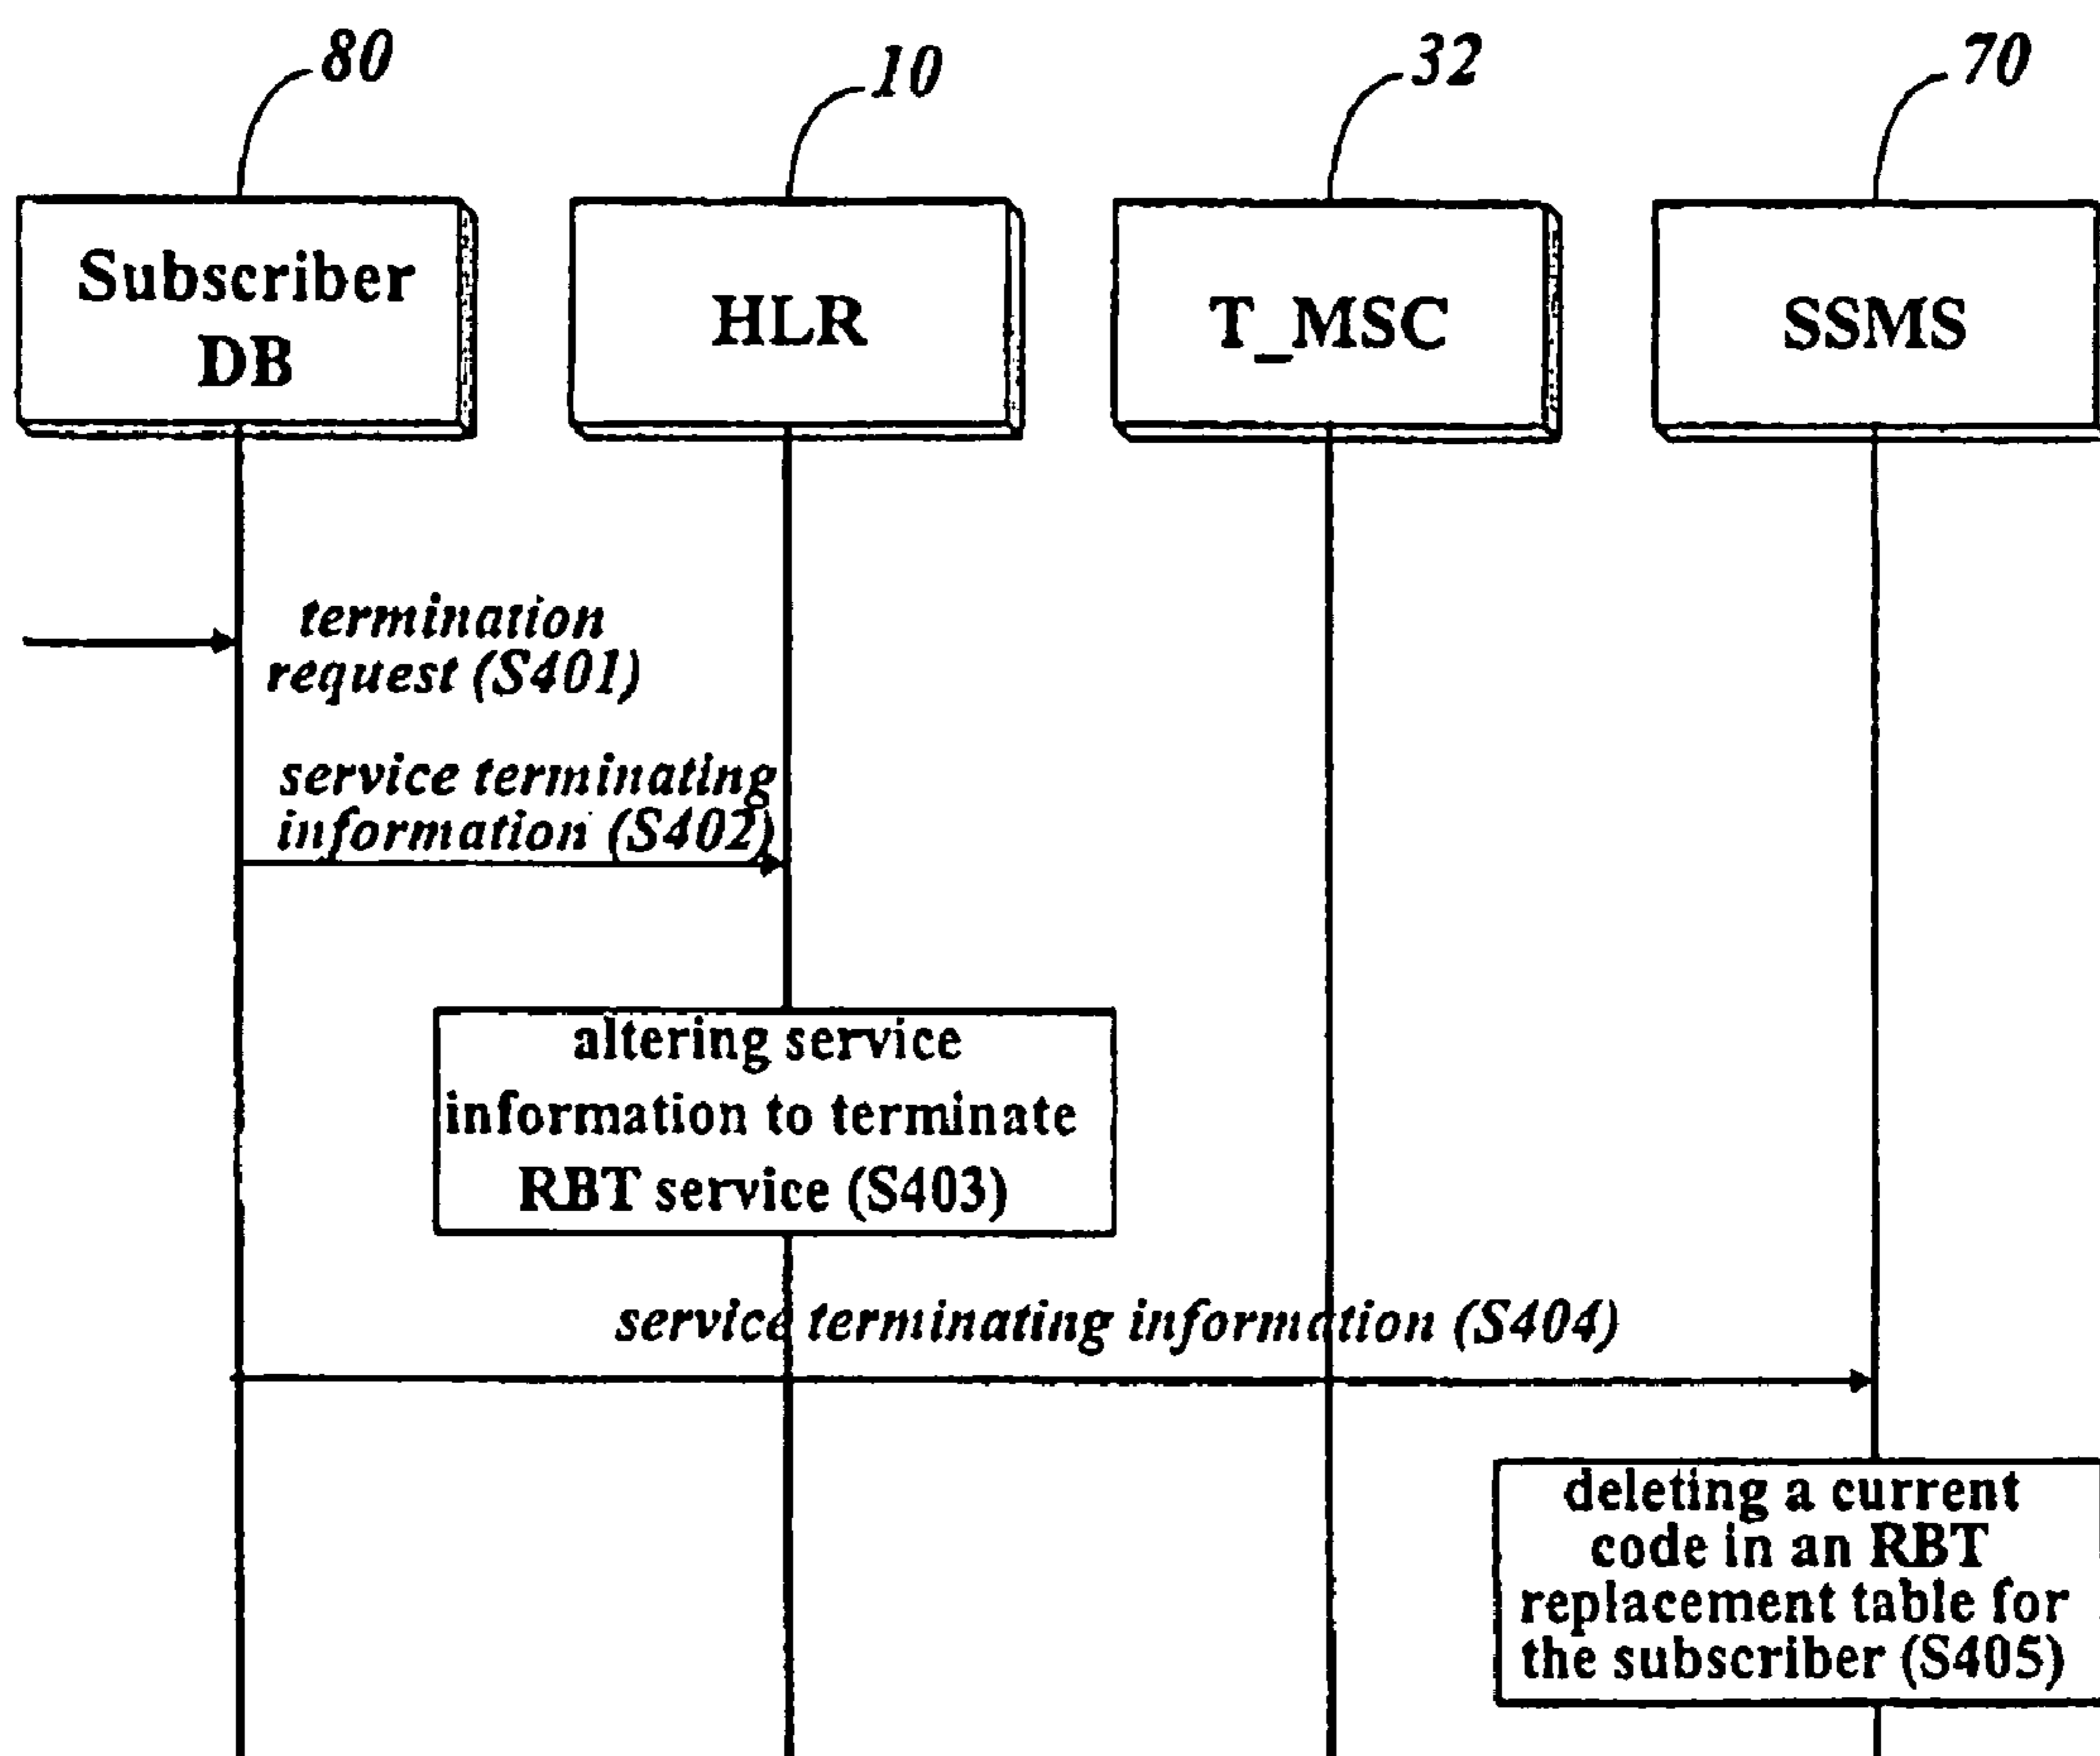 80
10
32
70
Subscriber
DB
HLR
T_MSC
SSMS
termination
request (S401)
service terminating
information (S402)
altering service
information to terminate
RBT service (S403)
service terminating information (S404)
deleting a current
code in an RBT
replacement table for
the subscriber (S405)